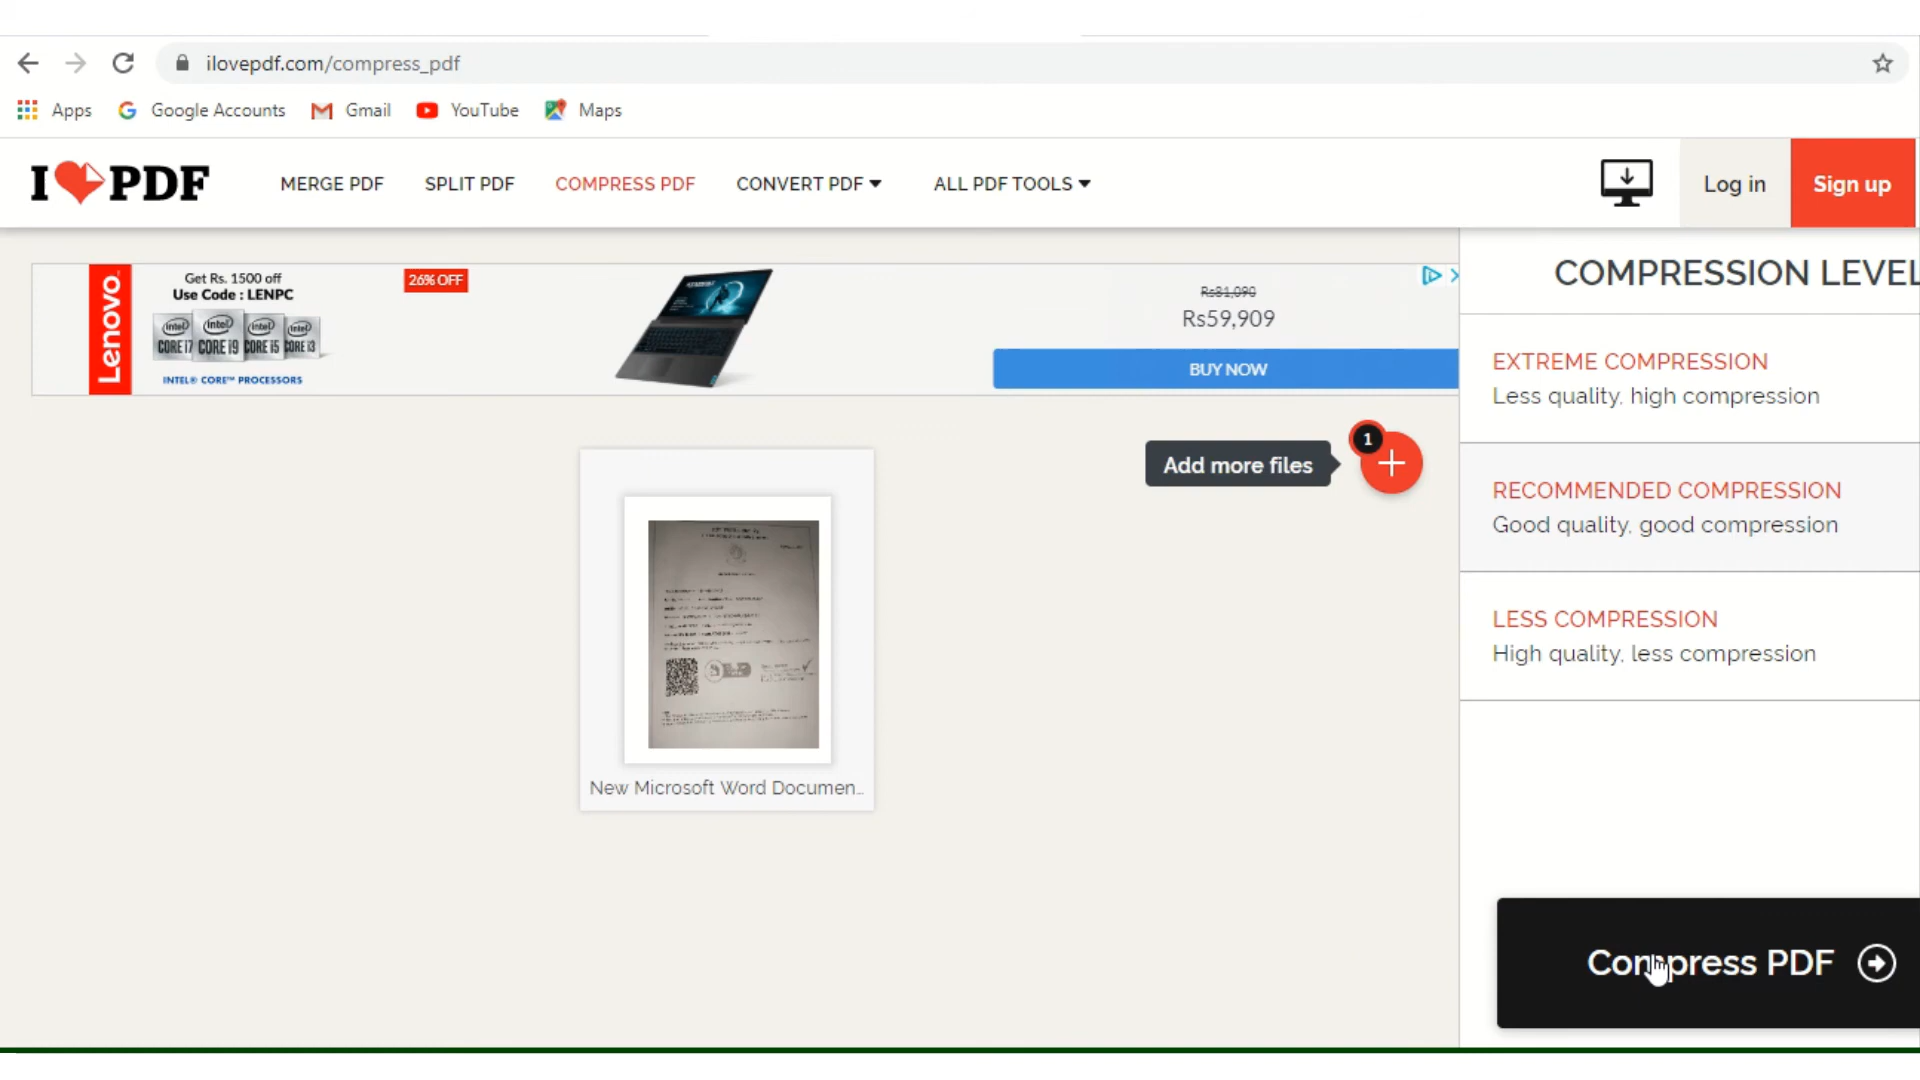 ilovepdf.com/compress_pdf
Apps Google Accounts Gmail YouTube Maps
I PDF
MERGE PDF SPLIT PDF COMPRESS PDF CONVERT PDF ALL PDF TOOLS
Log in
Sign up
Lenovo
Get Rs. 1500 off
Use Code : LENPC
intel intel intel intel
CORE i7 CORE i9 CORE i5 CORE i3
INTEL® CORE™ PROCESSORS
26% OFF
Rs81,090
Rs59,909
BUY NOW
Add more files
1
New Microsoft Word Documen...
COMPRESSION LEVEL
EXTREME COMPRESSION
Less quality, high compression
RECOMMENDED COMPRESSION
Good quality, good compression
LESS COMPRESSION
High quality, less compression
Compress PDF